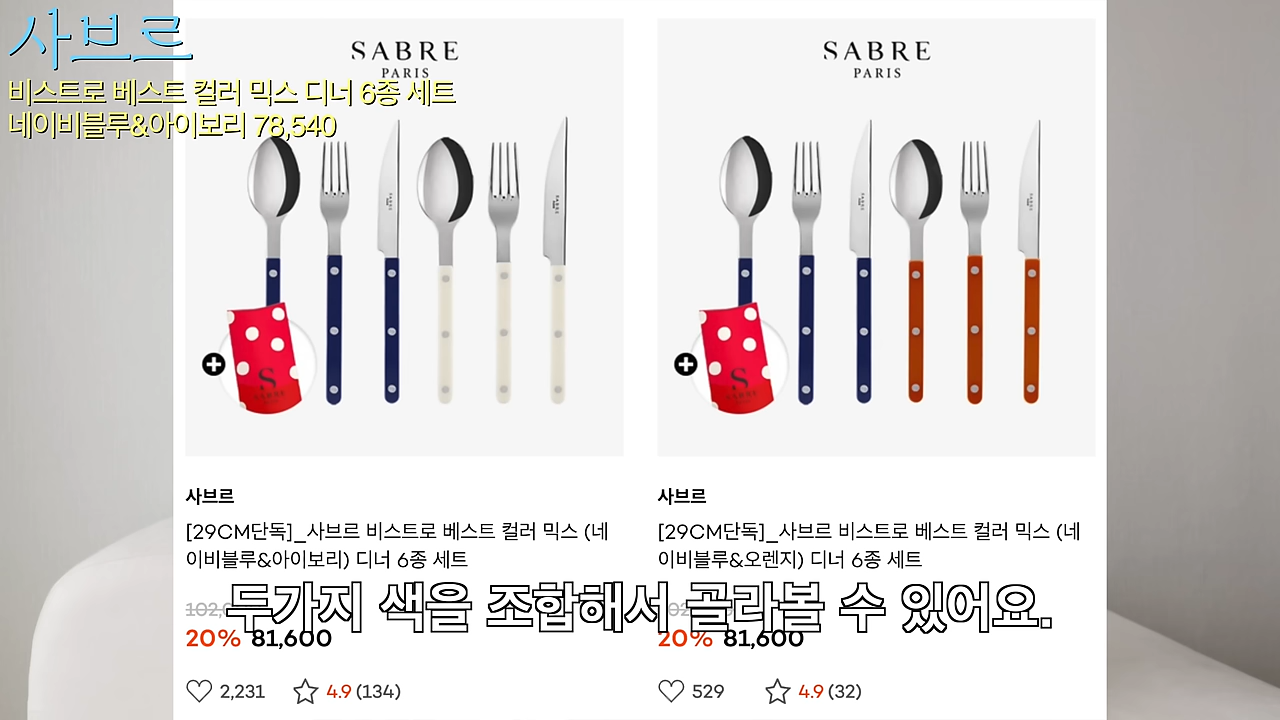 사브르
비스트로 베스트 컬러 믹스 디너 6종 세트
네이비블루&아이보리 78,540
SABRE
PARIS
SABRE
PARIS
S
SABRE
S
SABRE
사브르
[29CM단독]_사브르 비스트로 베스트 컬러 믹스 (네
이비블루&아이보리) 디너 6종 세트
사브르
[29CM단독]_사브르 비스트로 베스트 컬러 믹스 (네
이비블루&오렌지) 디너 6종 세트
두가지 색을 조합해서 골라볼 수 있어요.
20% 81,600
20% 81,600
2,231 4.9 (134)
529 4.9 (32)